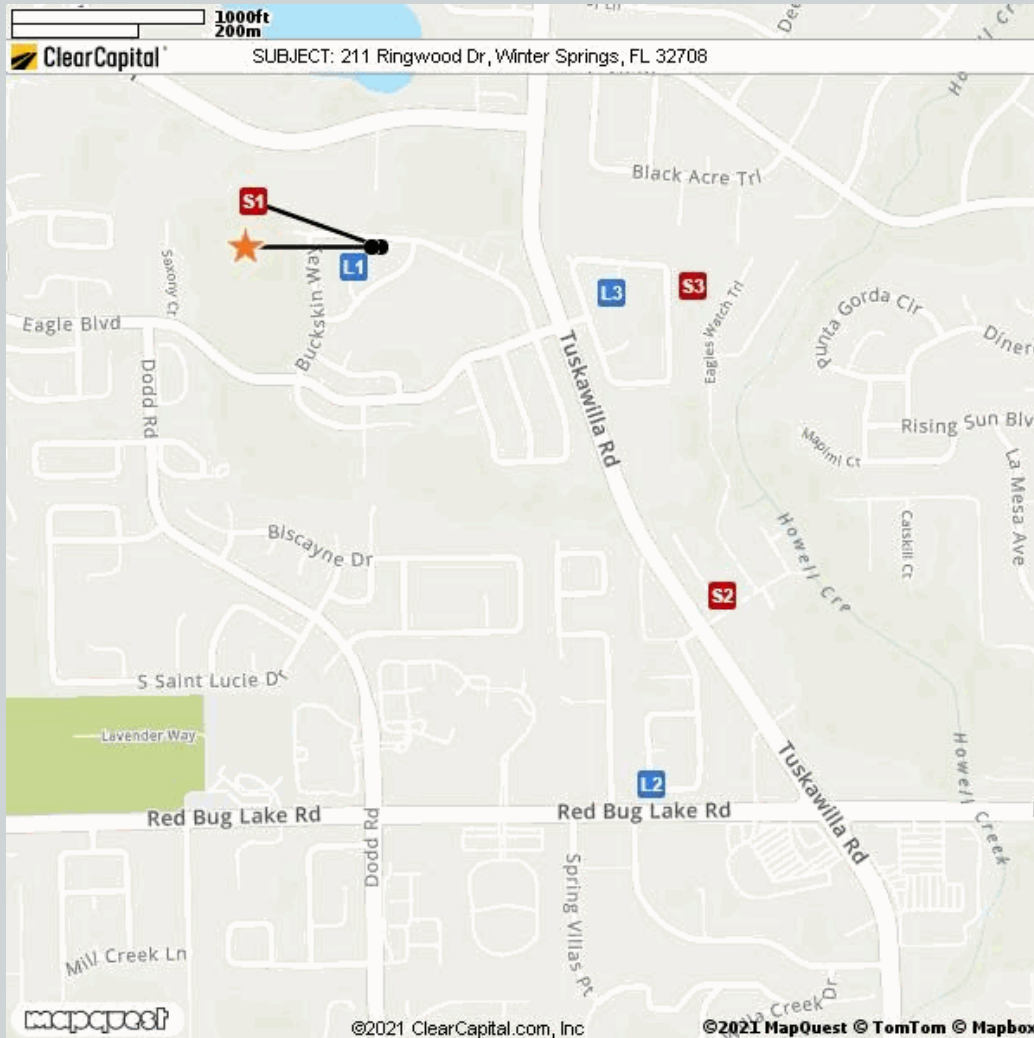 1000ft
200m
ClearCapital
SUBJECT: 211 Ringwood Dr, Winter Springs, FL 32708
Black Acre Trl
S1
L1
Saxony Ct
Buckskin Way
L3
S3
Eagles Watch Trl
Punta Gorda Cir
Eagle Blvd
Dodd Rd
Tuskawilla Rd
Rising Sun Blv
Mapimi Ct
La Mesa Ave
Catskill Ct
Howell Cre
Biscayne Dr
S2
S Saint Lucie Dr
Lavender Way
Howell Creek
L2
Tuskawilla Rd
Red Bug Lake Rd
Red Bug Lake Rd
Dodd Rd
Spring Villas Pt
Mill Creek Ln
Creek Dr
mapquest
©2021 ClearCapital.com, Inc
©2021 MapQuest © TomTom © Mapbox